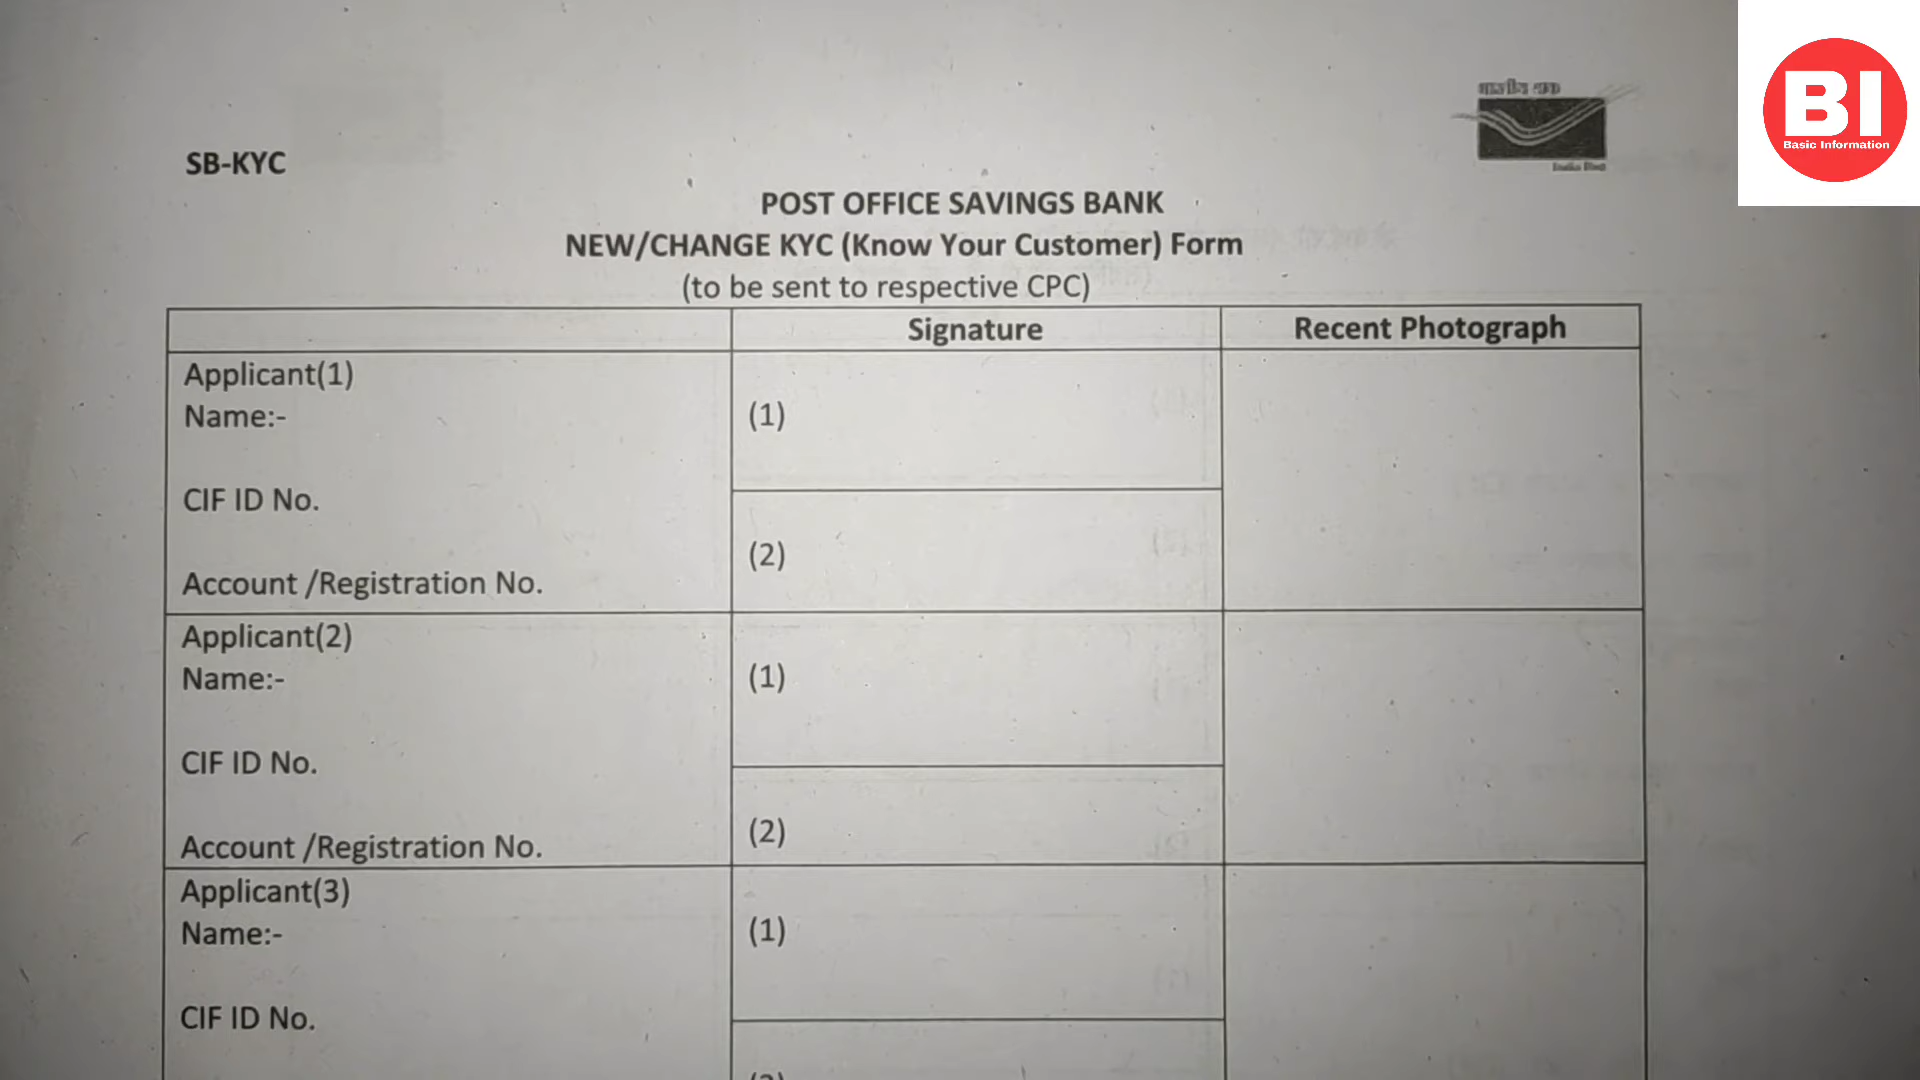 BI
Basic Information
India Post
SB-KYC
POST OFFICE SAVINGS BANK
NEW/CHANGE KYC (Know Your Customer) Form
(to be sent to respective CPC)
Signature
Recent Photograph
Applicant(1)
Name:-
(1)
CIF ID No.
(2)
Account /Registration No.
Applicant(2)
Name:-
(1)
CIF ID No.
(2)
Account /Registration No.
Applicant(3)
Name:-
(1)
CIF ID No.